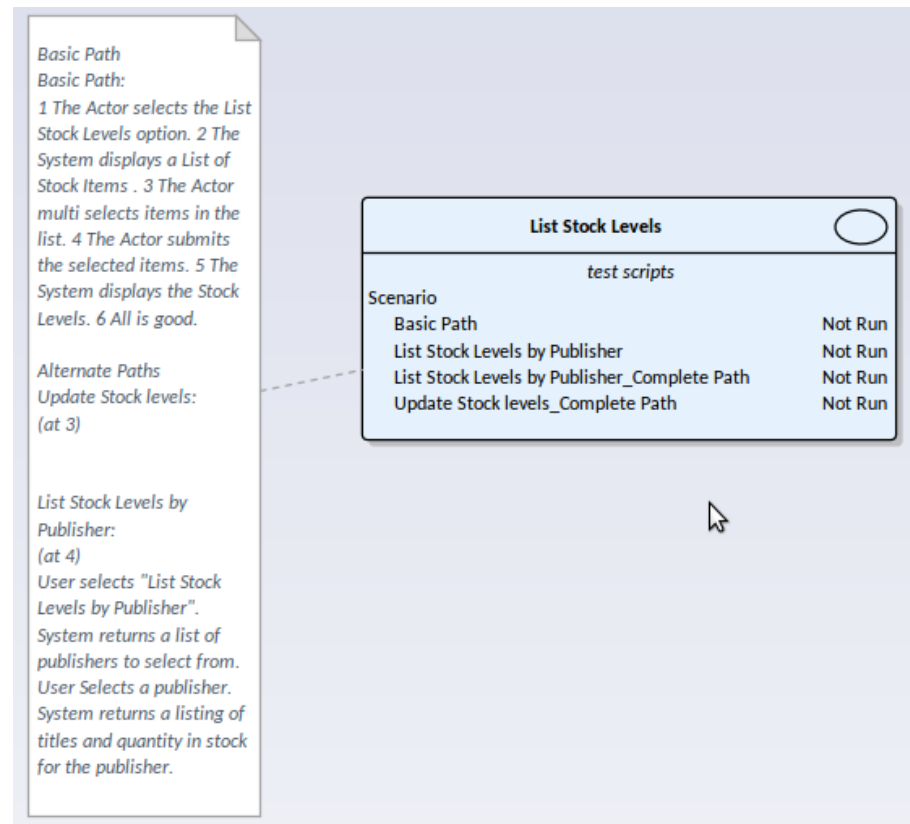 Basic Path
Basic Path:
1 The Actor selects the List
Stock Levels option. 2 The
System displays a List of
Stock Items . 3 The Actor
multi selects items in the
list. 4 The Actor submits
the selected items. 5 The
System displays the Stock
Levels. 6 All is good.
Alternate Paths
Update Stock levels:
(at 3)
List Stock Levels by
Publisher:
(at 4)
User selects "List Stock
Levels by Publisher".
System returns a list of
publishers to select from.
User Selects a publisher.
System returns a listing of
titles and quantity in stock
for the publisher.
List Stock Levels
test scripts
Scenario
Basic Path Not Run
List Stock Levels by Publisher Not Run
List Stock Levels by Publisher_Complete Path Not Run
Update Stock levels_Complete Path Not Run